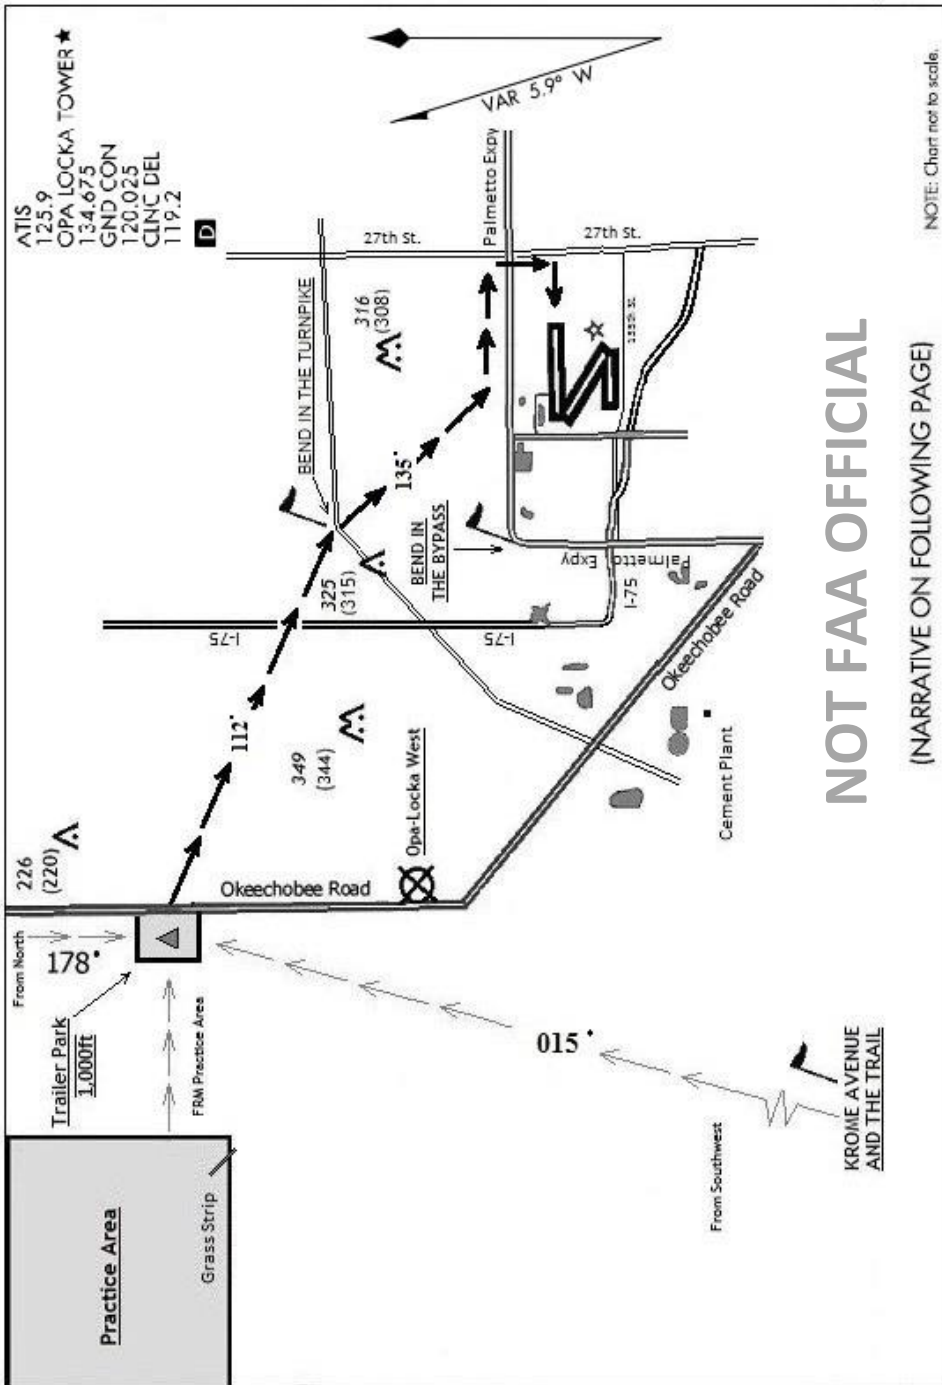 ATIS
125.9
OPA LOCKA TOWER ★
134.675
GND CON
120.025
CLNC DEL
119.2
D
VAR 5.9° W
27th St.
Palmetto Expy
27th St.
135th St.
BEND IN THE TURNPIKE
316
(308)
135°
325
(315)
BEND IN
THE BYPASS
Palmetto Expy
I-75
I-75
I-75
Okeechobee Road
112°
349
(344)
226
(220)
Opa-Locka West
Cement Plant
Okeechobee Road
From North
178°
Trailer Park
1,000ft
FRM Practice Area
015°
KROME AVENUE
AND THE TRAIL
From Southwest
Practice Area
Grass Strip
NOT FAA OFFICIAL
(NARRATIVE ON FOLLOWING PAGE)
NOTE: Chart not to scale.